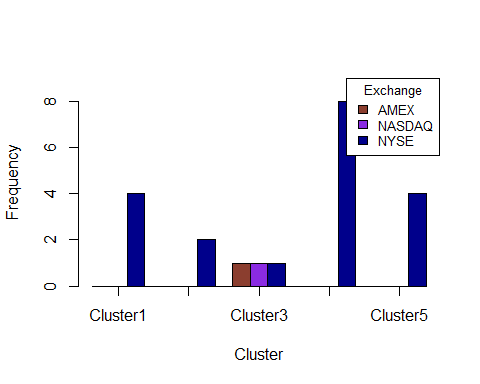 Exchange
AMEX
NASDAQ
NYSE
Frequency
8
6
4
2
0
Cluster1 Cluster3 Cluster5
Cluster